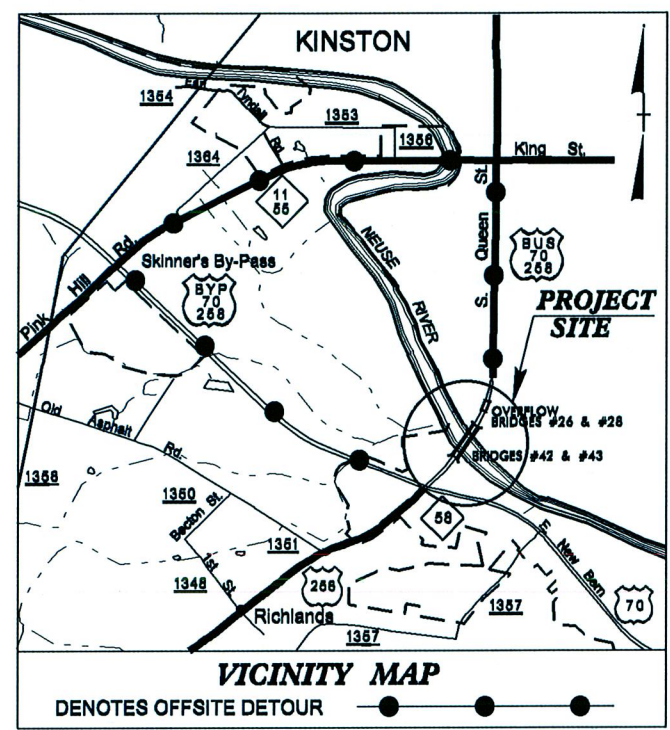 KINSTON
1354
Tyndall
Rd.
1353
1356
King St.
1364
11
55
St.
Queen
S.
BUS
70
258
NEUSE
RIVER
Pink Hill Rd.
Skinner's By-Pass
BYP
70
258
PROJECT
SITE
OVERFLOW
BRIDGES #26 & #28
BRIDGES #42 & #43
Old Asphalt Rd.
1358
1350
Becton St.
1351
58
1st St.
1348
258
Richlands
E. New Bern
70
1357
1357
VICINITY MAP
DENOTES OFFSITE DETOUR